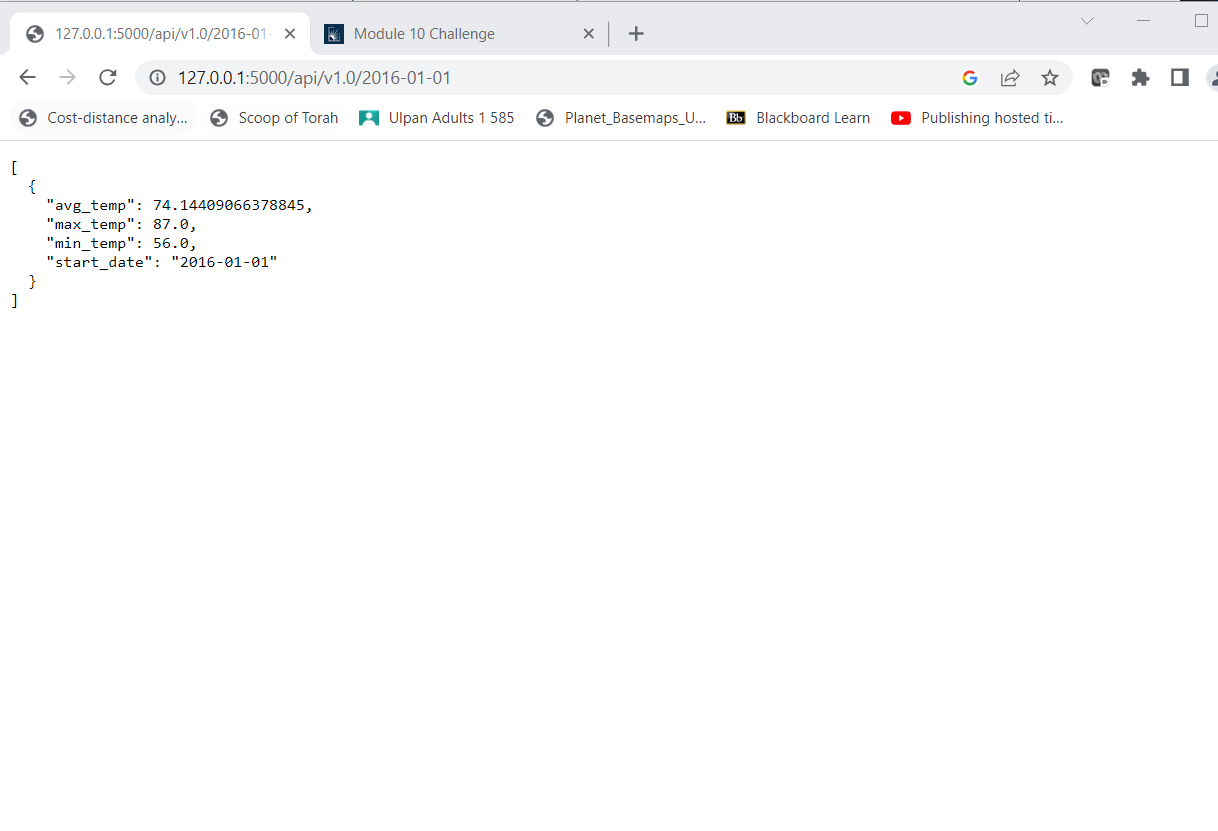 127.0.0.1:5000/api/v1.0/2016-01- Module 10 Challenge
127.0.0.1:5000/api/v1.0/2016-01-01
Cost-distance analy... Scoop of Torah Ulpan Adults 1 585 Planet_Basemaps_U... Bb Blackboard Learn Publishing hosted ti...
[
  {
    "avg_temp": 74.14409066378845,
    "max_temp": 87.0,
    "min_temp": 56.0,
    "start_date": "2016-01-01"
  }
]